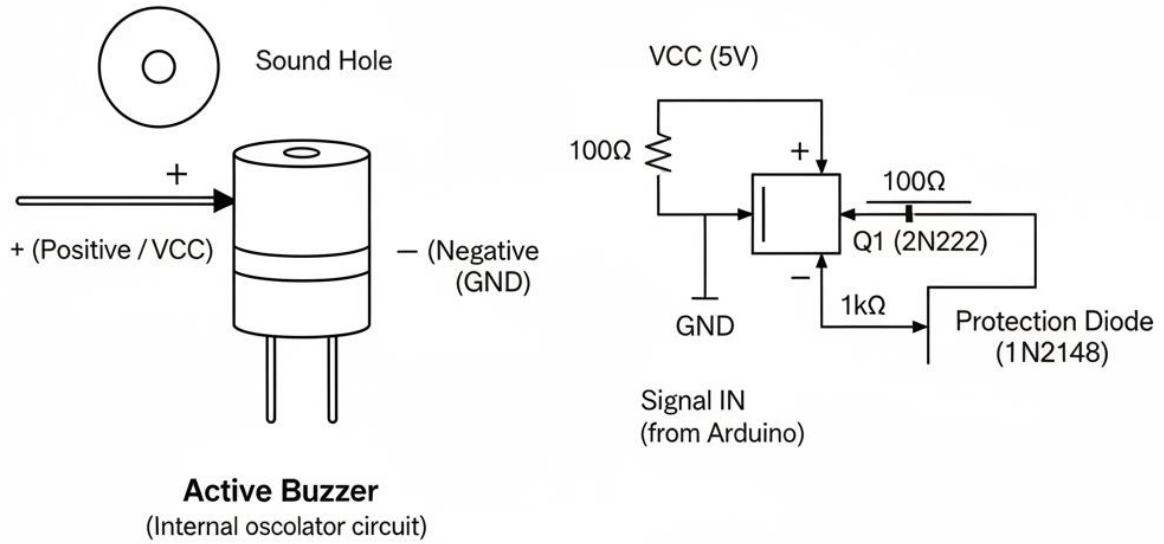 Sound Hole
+
+ (Positive / VCC)
− (Negative
(GND)
Active Buzzer
(Internal oscolator circuit)
VCC (5V)
100Ω
+
100Ω
Q1 (2N222)
−
GND
1kΩ
Protection Diode
(1N2148)
Signal IN
(from Arduino)